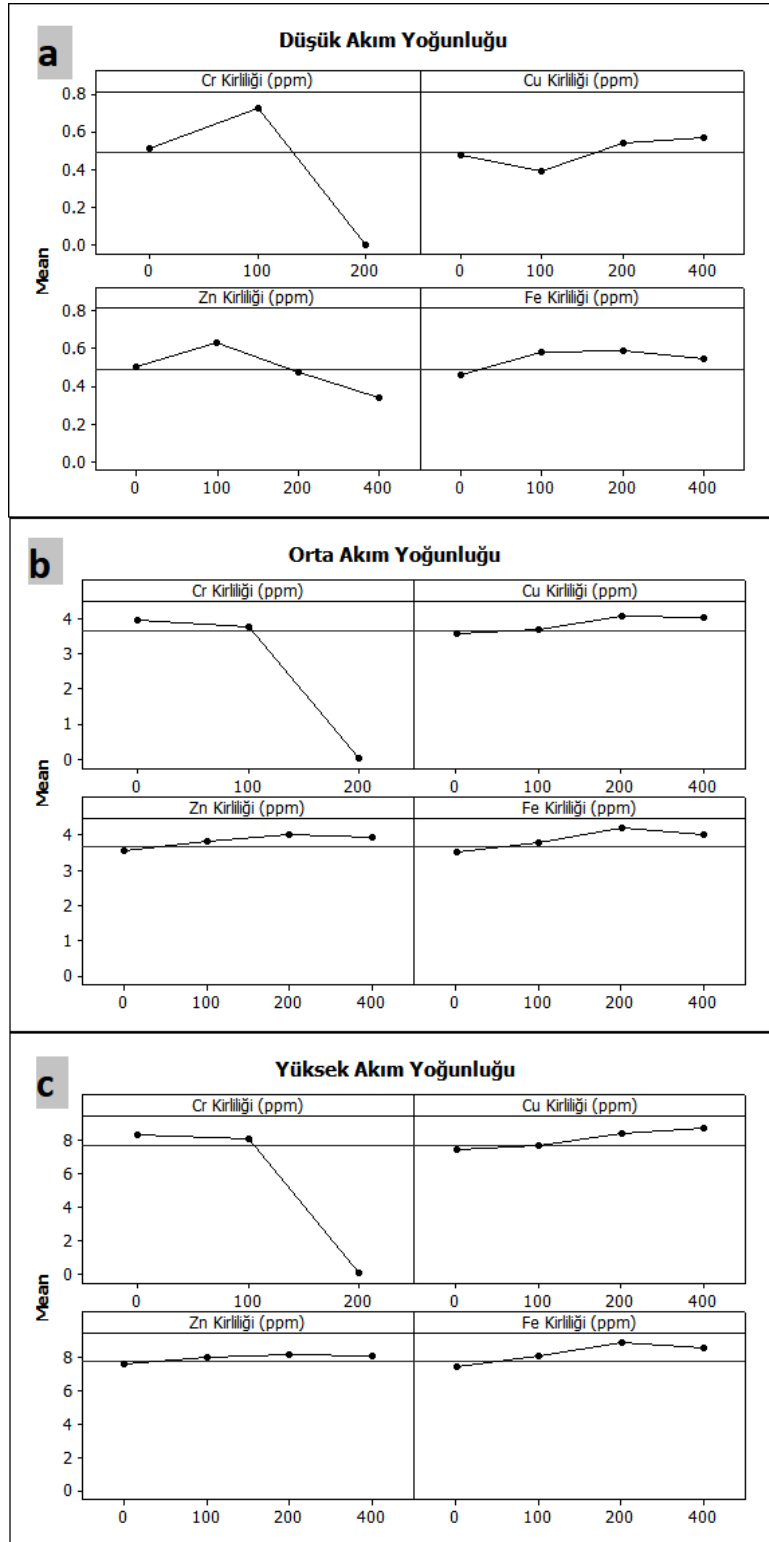 a
Düşük Akım Yoğunluğu
Cr Kirliliği (ppm) Cu Kirliliği (ppm)
0.8
0.6
0.4
0.2
0.0
0 100 200 0 100 200 400
Mean
Zn Kirliliği (ppm) Fe Kirliliği (ppm)
0.8
0.6
0.4
0.2
0.0
0 100 200 400 0 100 200 400
b
Orta Akım Yoğunluğu
Cr Kirliliği (ppm) Cu Kirliliği (ppm)
4
3
2
1
0
0 100 200 0 100 200 400
Mean
Zn Kirliliği (ppm) Fe Kirliliği (ppm)
4
3
2
1
0
0 100 200 400 0 100 200 400
c
Yüksek Akım Yoğunluğu
Cr Kirliliği (ppm) Cu Kirliliği (ppm)
8
6
4
2
0
0 100 200 0 100 200 400
Mean
Zn Kirliliği (ppm) Fe Kirliliği (ppm)
8
6
4
2
0
0 100 200 400 0 100 200 400